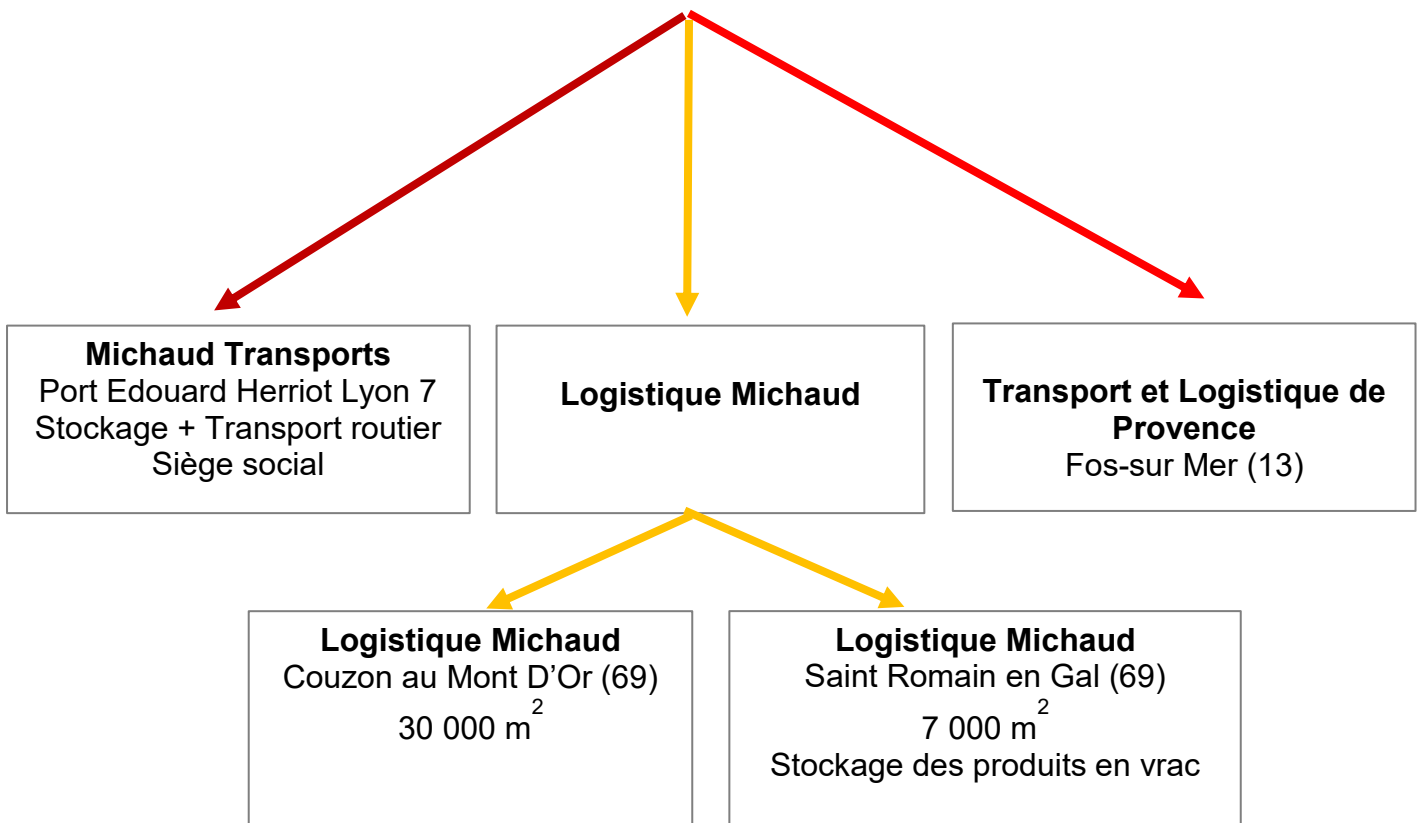 Michaud Transports
Port Edouard Herriot Lyon 7
Stockage + Transport routier
Siège social
Logistique Michaud
Transport et Logistique de
Provence
Fos-sur Mer (13)
Logistique Michaud
Couzon au Mont D’Or (69)
30 000 m²
Logistique Michaud
Saint Romain en Gal (69)
7 000 m²
Stockage des produits en vrac